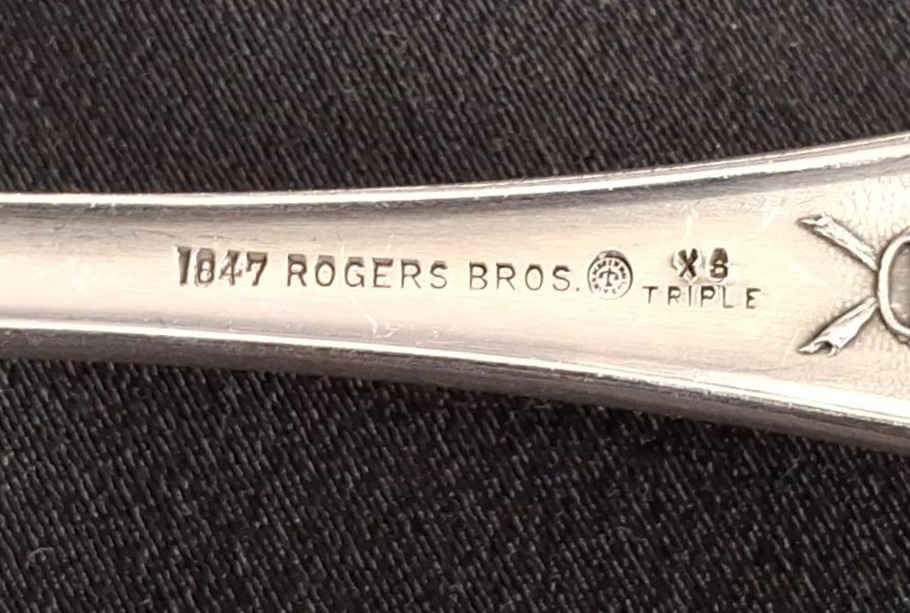 1847 ROGERS BROS. XS
TRIPLE